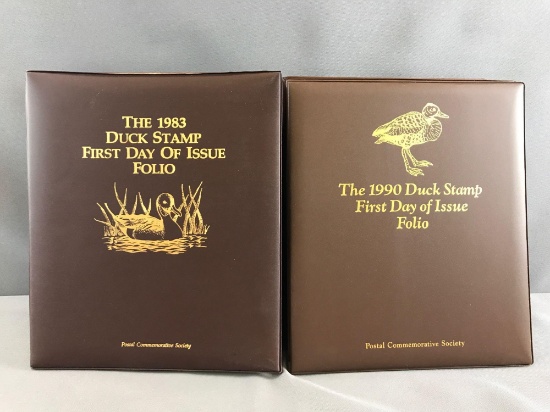 THE 1983
DUCK STAMP
FIRST DAY OF ISSUE
FOLIO
Postal Commemorative Society
The 1990 Duck Stamp
First Day of Issue
Folio
Postal Commemorative Society